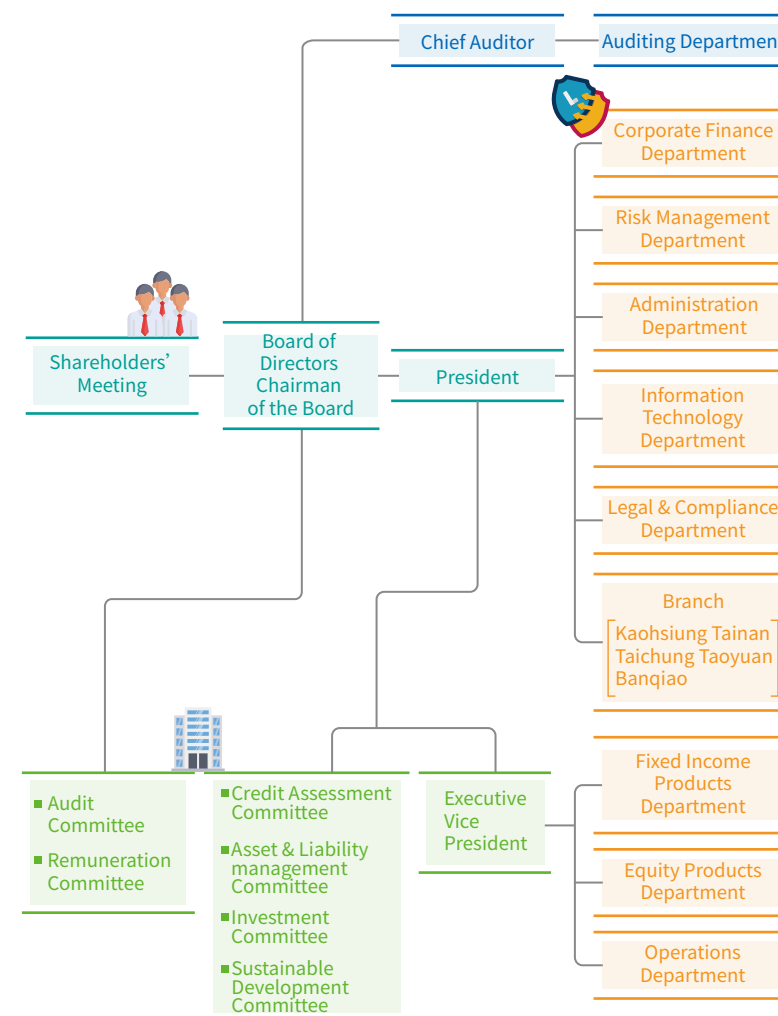 Chief Auditor
Auditing Departmen
Corporate Finance
Department
Risk Management
Department
Administration
Department
Shareholders’
Meeting
Board of
Directors
Chairman
of the Board
President
Information
Technology
Department
Legal & Compliance
Department
Branch
Kaohsiung Tainan
Taichung Taoyuan
Banqiao
Audit
Committee
Remuneration
Committee
Credit Assessment
Committee
Asset & Liability
management
Committee
Investment
Committee
Sustainable
Development
Committee
Executive
Vice
President
Fixed Income
Products
Department
Equity Products
Department
Operations
Department